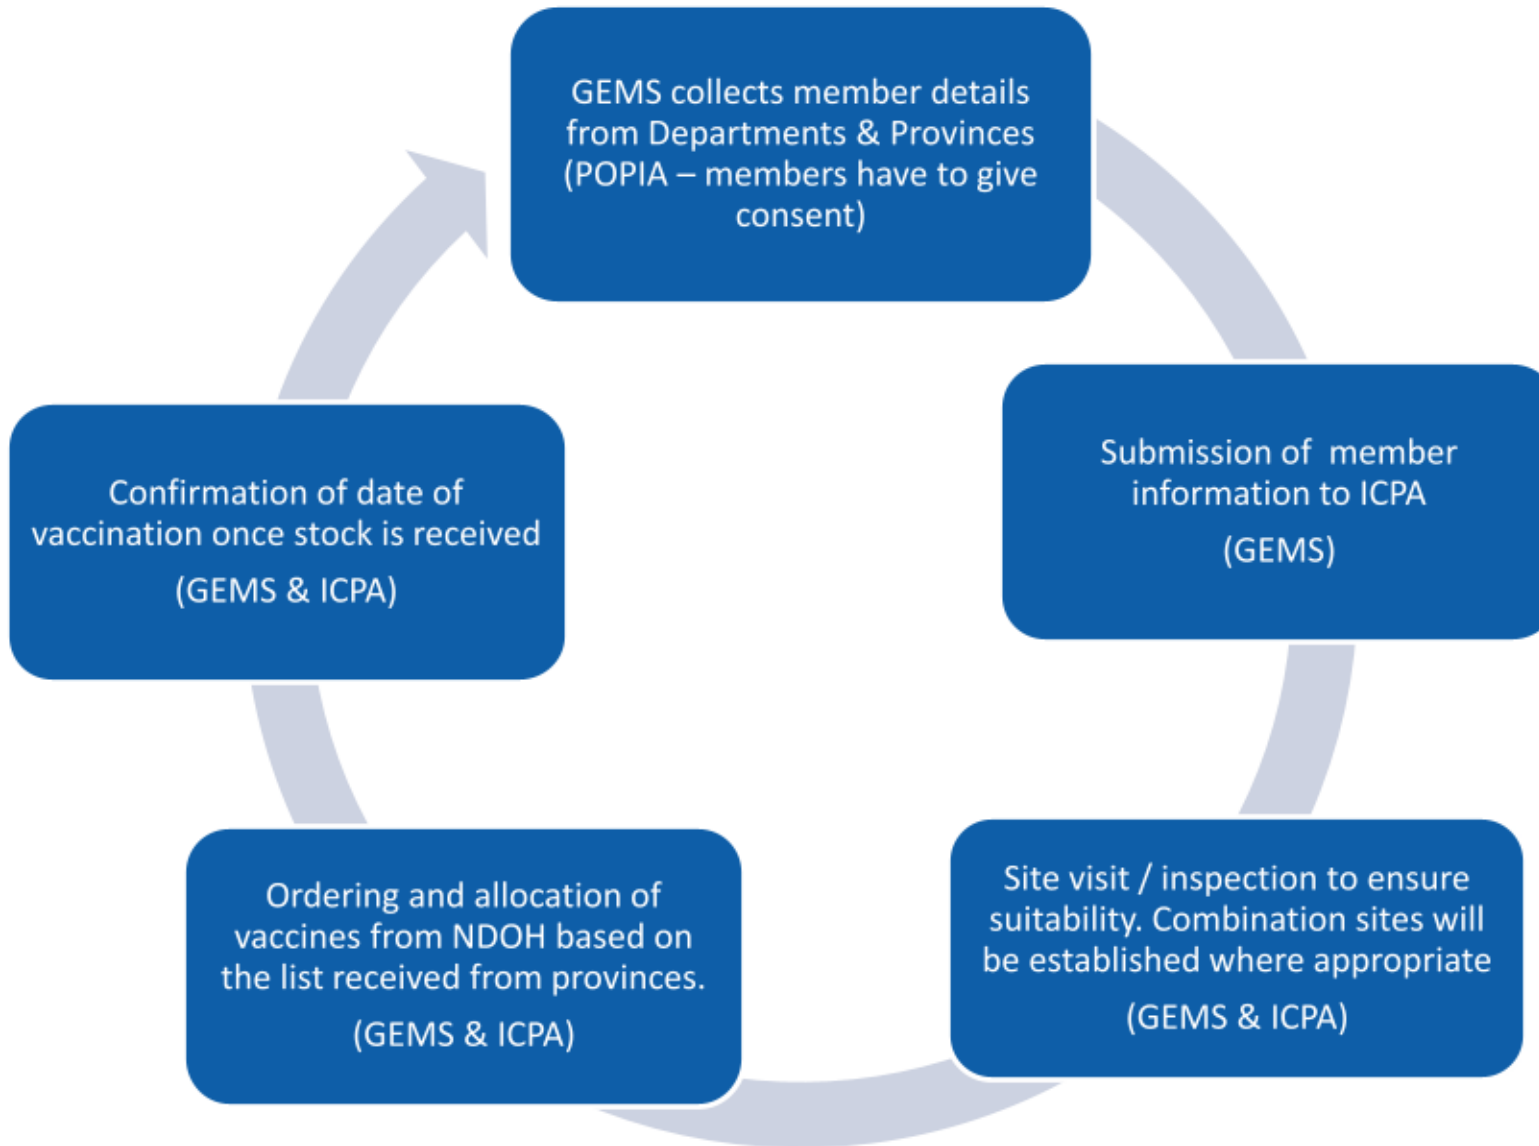 GEMS collects member details
from Departments & Provinces
(POPIA – members have to give
consent)
Submission of  member
information to ICPA
(GEMS)
Site visit / inspection to ensure
suitability. Combination sites will
be established where appropriate
(GEMS & ICPA)
Ordering and allocation of
vaccines from NDOH based on
the list received from provinces.
(GEMS & ICPA)
Confirmation of date of
vaccination once stock is received
(GEMS & ICPA)